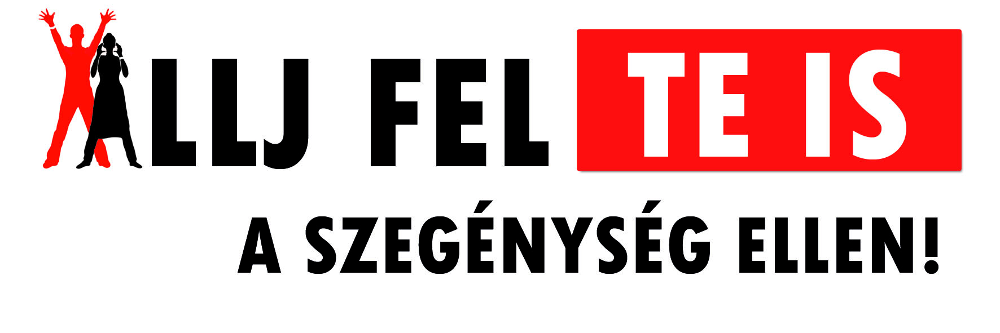 ÁLLJ FEL TE IS
A SZEGÉNYSÉG ELLEN!